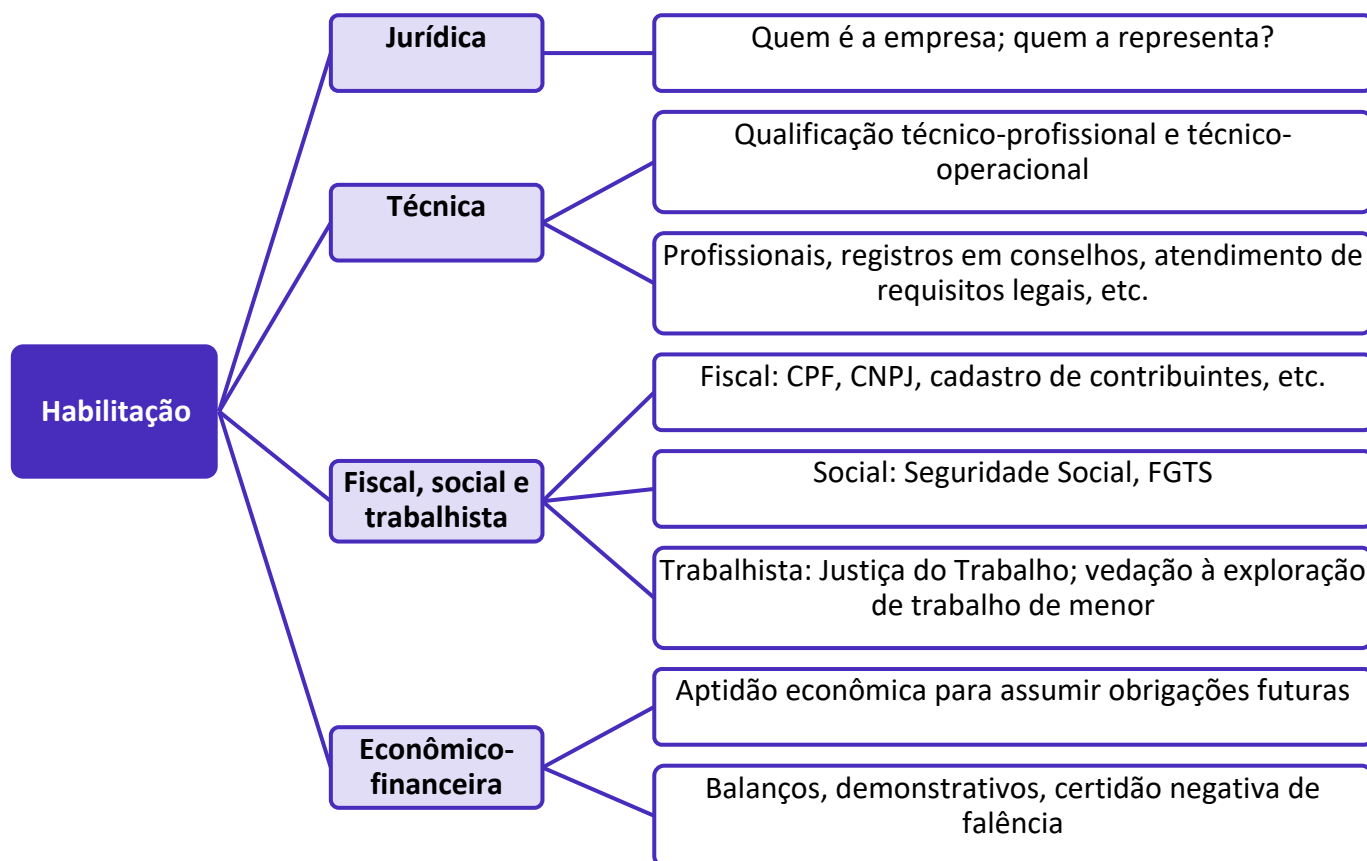 Habilitação
Jurídica
Quem é a empresa; quem a representa?
Técnica
Qualificação técnico-profissional e técnico-
operacional
Profissionais, registros em conselhos, atendimento de
requisitos legais, etc.
Fiscal, social e
trabalhista
Fiscal: CPF, CNPJ, cadastro de contribuintes, etc.
Social: Seguridade Social, FGTS
Trabalhista: Justiça do Trabalho; vedação à exploração
de trabalho de menor
Econômico-
financeira
Aptidão econômica para assumir obrigações futuras
Balanços, demonstrativos, certidão negativa de
falência